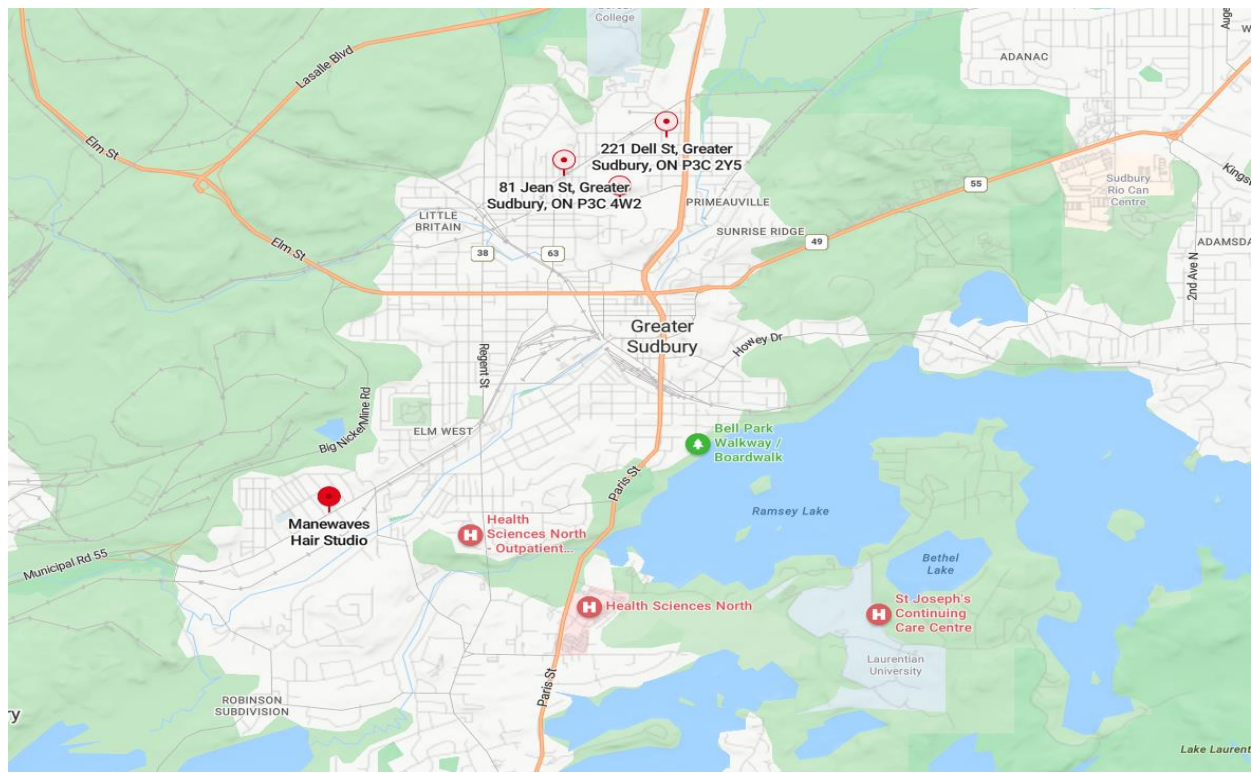 College
Lasalle Blvd
ADANAC
Elm St
221 Dell St, Greater
Sudbury, ON P3C 2Y5
81 Jean St, Greater
Sudbury, ON P3C 4W2
55
Sudbury
Rio Can
Centre
LITTLE
BRITAIN
PRIMEAUVILLE
SUNRISE RIDGE
Elm St
38
63
49
2nd Ave N
Greater
Sudbury
Howey Dr
Regent St
Big Nickel Mine Rd
ELM WEST
Bell Park
Walkway /
Boardwalk
Paris St
Manewaves
Hair Studio
Ramsey Lake
Health
Sciences North
- Outpatient...
Municipal Rd 55
Bethel
Lake
Health Sciences North
St Joseph's
Continuing
Care Centre
Laurentian
University
Paris St
ROBINSON
SUBDIVISION
ry
Lake Laurent